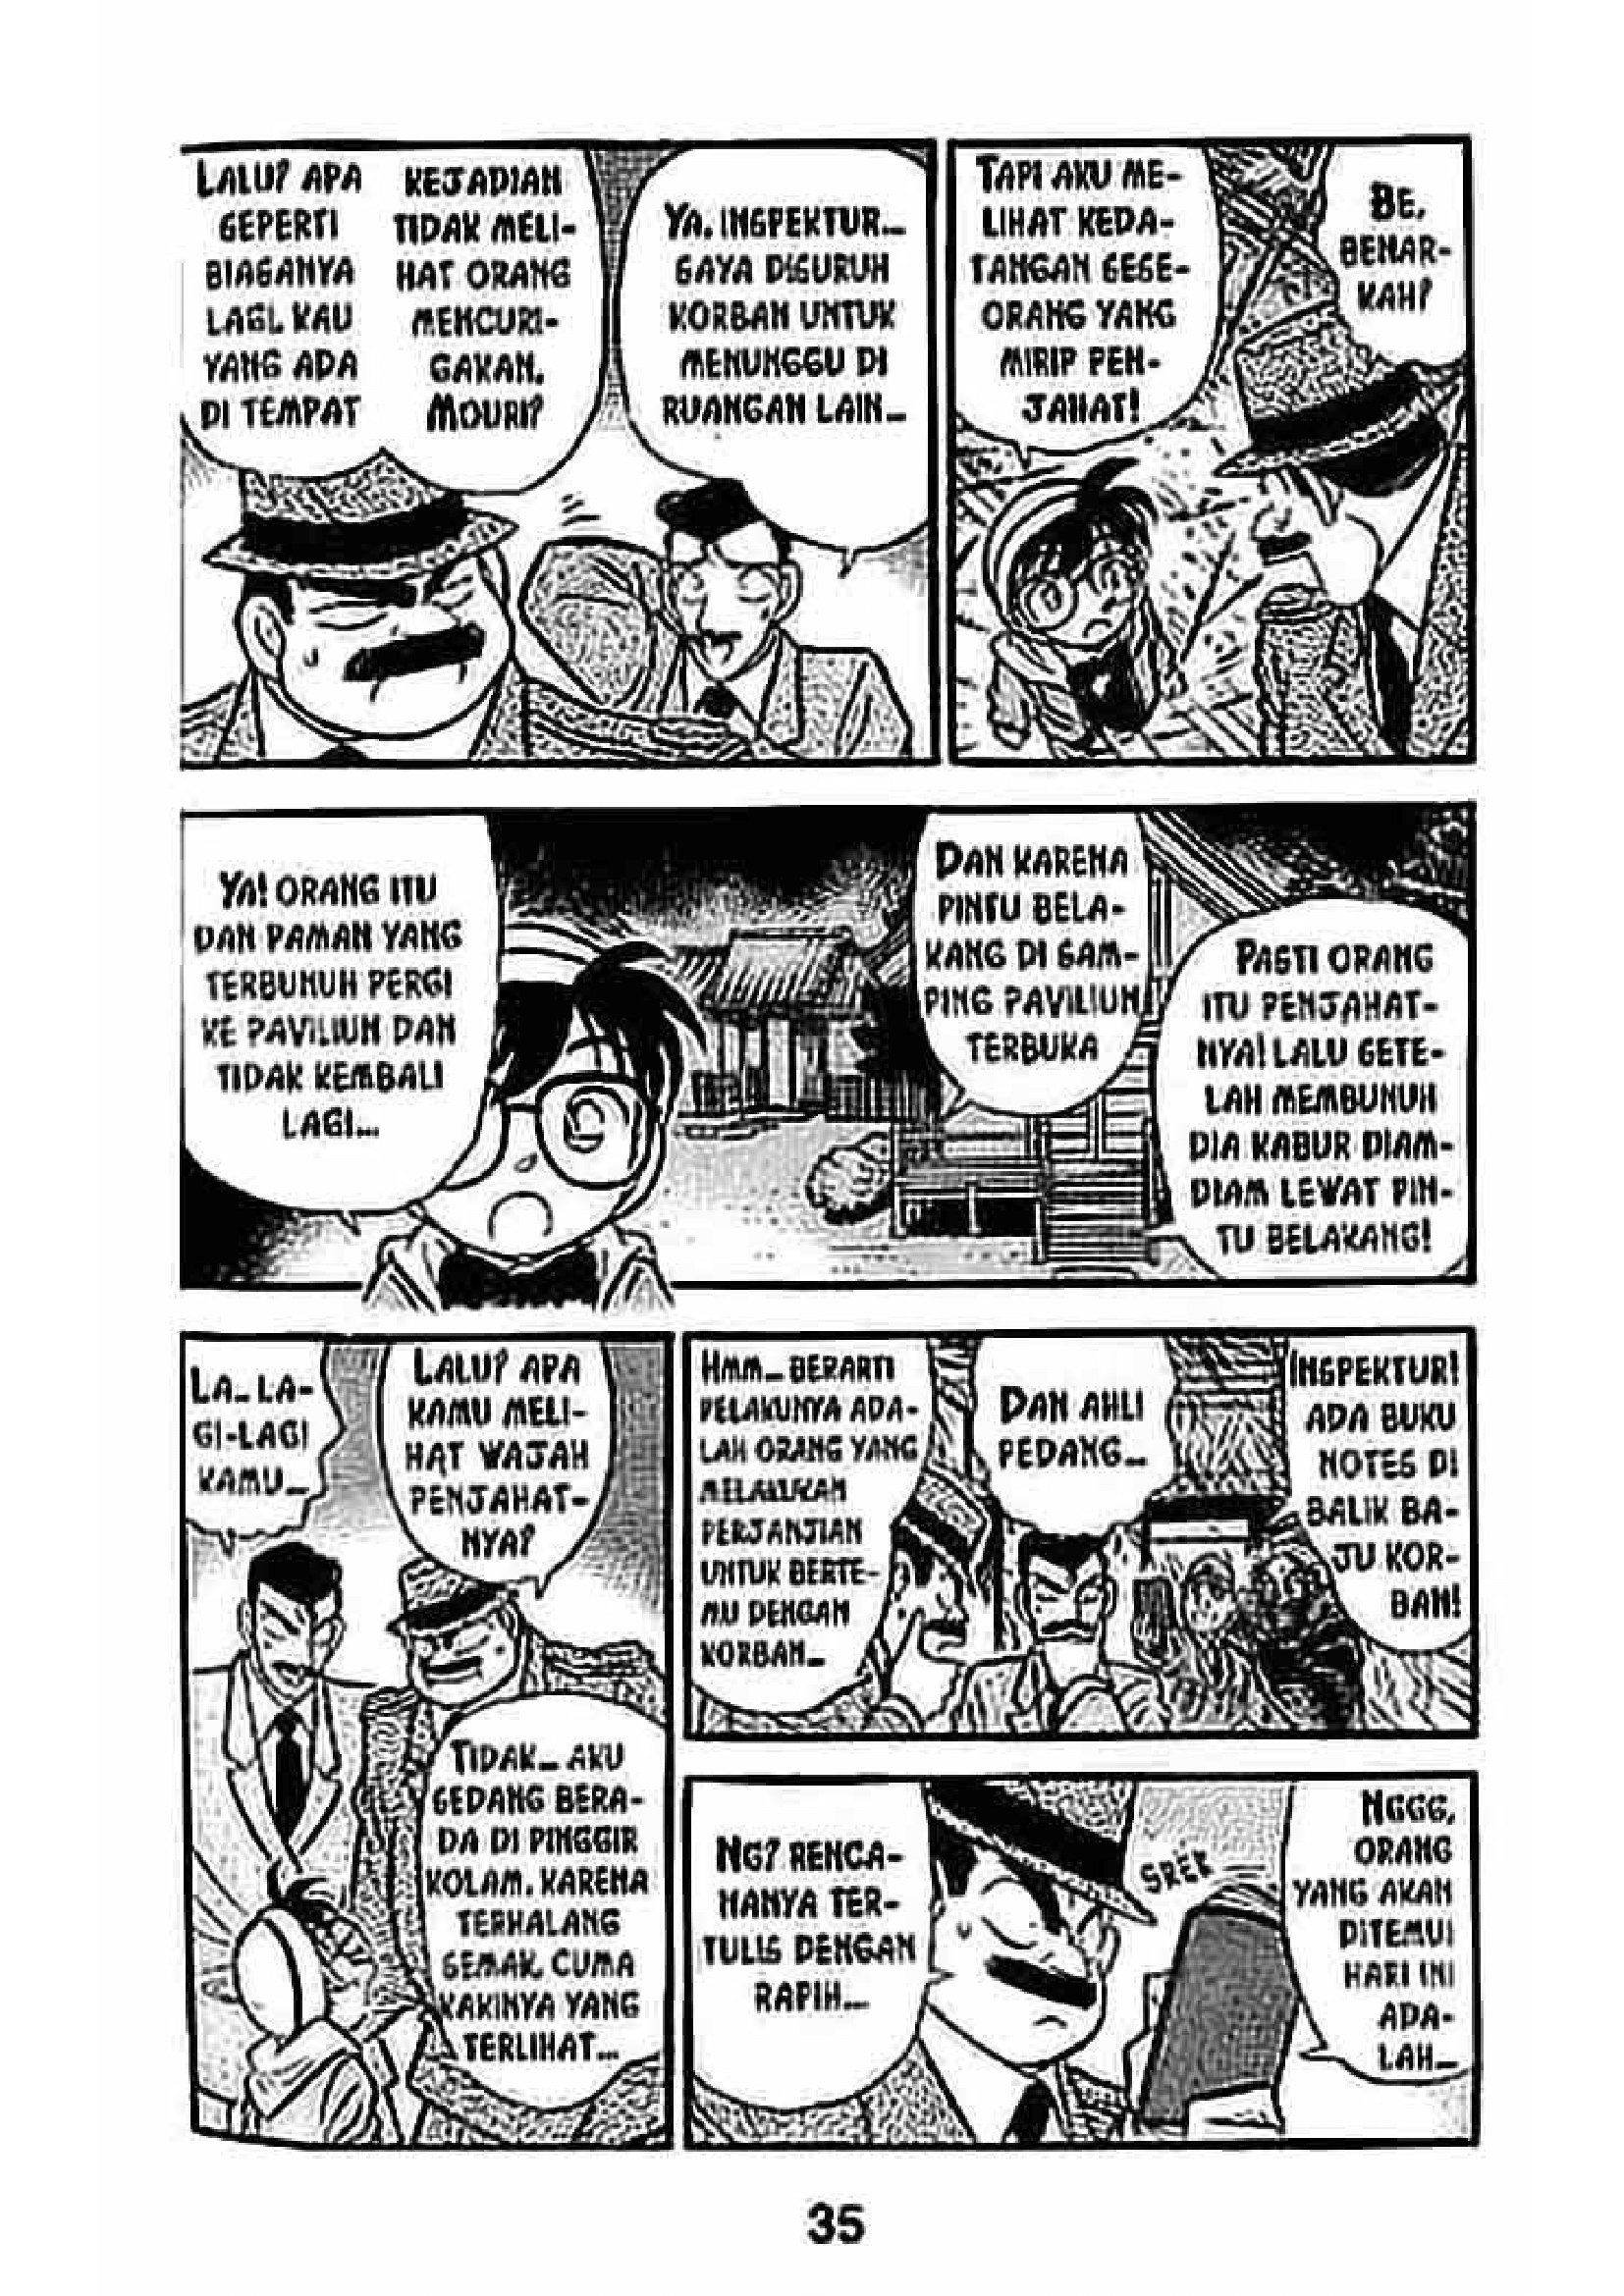 LALU? APA
SEPERTI
BIASANYA
LAGI, KAU
YANG ADA
DI TEMPAT
KEJADIAN
TIDAK MELI-
HAT ORANG
MENCURI-
GAKAN,
MOURI?
YA, INSPEKTUR...
SAYA DISURUH
KORBAN UNTUK
MENUNGGU DI
RUANGAN LAIN...
TAPI AKU ME-
LIHAT KEDA-
TANGAN SESE-
ORANG YANG
MIRIP PEN-
JAHAT!
BE,
BENAR-
KAH?
YA! ORANG ITU
DAN PAMAN YANG
TERBUNUH PERGI
KE PAVILIUN DAN
TIDAK KEMBALI
LAGI...
DAN KARENA
PINTU BELA-
KANG DI SAM-
PING PAVILIUN
TERBUKA
PASTI ORANG
ITU PENJAHAT-
NYA! LALU SETE-
LAH MEMBUNUH
DIA KABUR DIAM-
DIAM LEWAT PIN-
TU BELAKANG!
LA... LA-
GI-LAGI
KAMU...
LALU? APA
KAMU MELI-
HAT WAJAH
PENJAHAT-
NYA?
TIDAK... AKU
SEDANG BERA-
DA DI PINGGIR
KOLAM. KARENA
TERHALANG
SEMAK, CUMA
KAKINYA YANG
TERLIHAT...
HMM... BERARTI
PELAKUNYA ADA-
LAH ORANG YANG
MELAKUKAN
PERJANJIAN
UNTUK BERTE-
MU DENGAN
KORBAN...
DAN AHLI
PEDANG...
INSPEKTUR!
ADA BUKU
NOTES DI
BALIK BA-
JU KOR-
BAN!
NG? RENCA-
NANYA TER-
TULIS DENGAN
RAPIH...
SREK
NGGG,
ORANG
YANG AKAN
DITEMUI
HARI INI
ADA-
LAH...
35